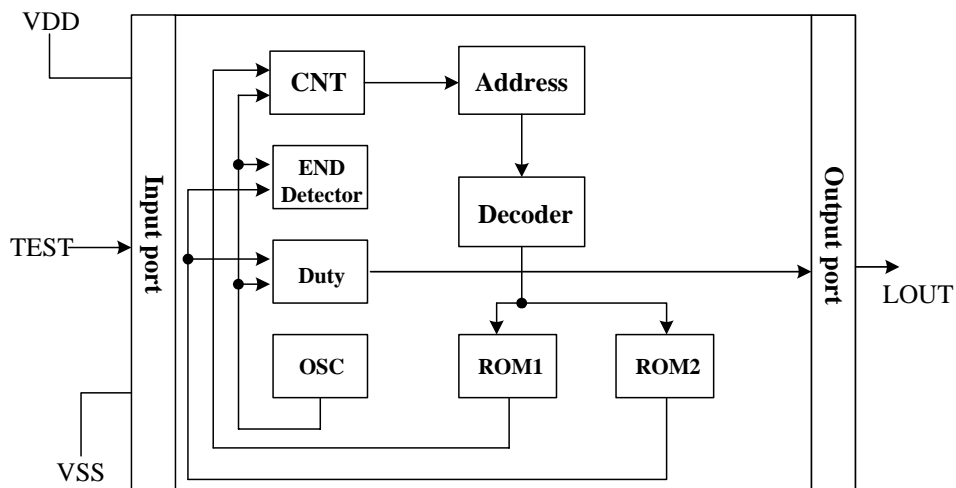 VDD
CNT
Address
END
Detector
Input port
Decoder
Output port
TEST
Duty
LOUT
OSC
ROM1
ROM2
VSS